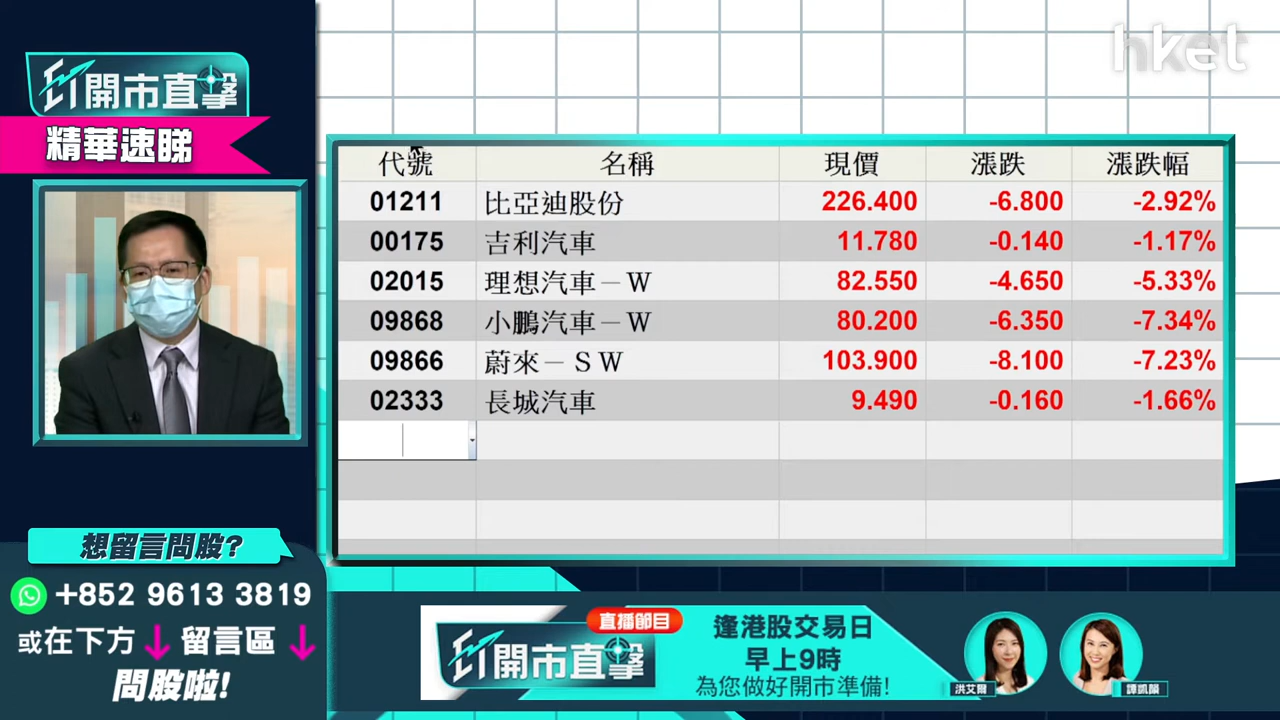 hket
ET開市直擊
精華速睇
代號 名稱 現價 漲跌 漲跌幅
01211 比亞迪股份 226.400 -6.800 -2.92%
00175 吉利汽車 11.780 -0.140 -1.17%
02015 理想汽車－W 82.550 -4.650 -5.33%
09868 小鵬汽車－W 80.200 -6.350 -7.34%
09866 蔚來－ＳＷ 103.900 -8.100 -7.23%
02333 長城汽車 9.490 -0.160 -1.66%
想留言問股?
+852 9613 3819
或在下方↓留言區↓
問股啦!
直播節目
ET開市直擊
逢港股交易日
早上9時
為您做好開市準備!
洪艾爾
譚凱隕